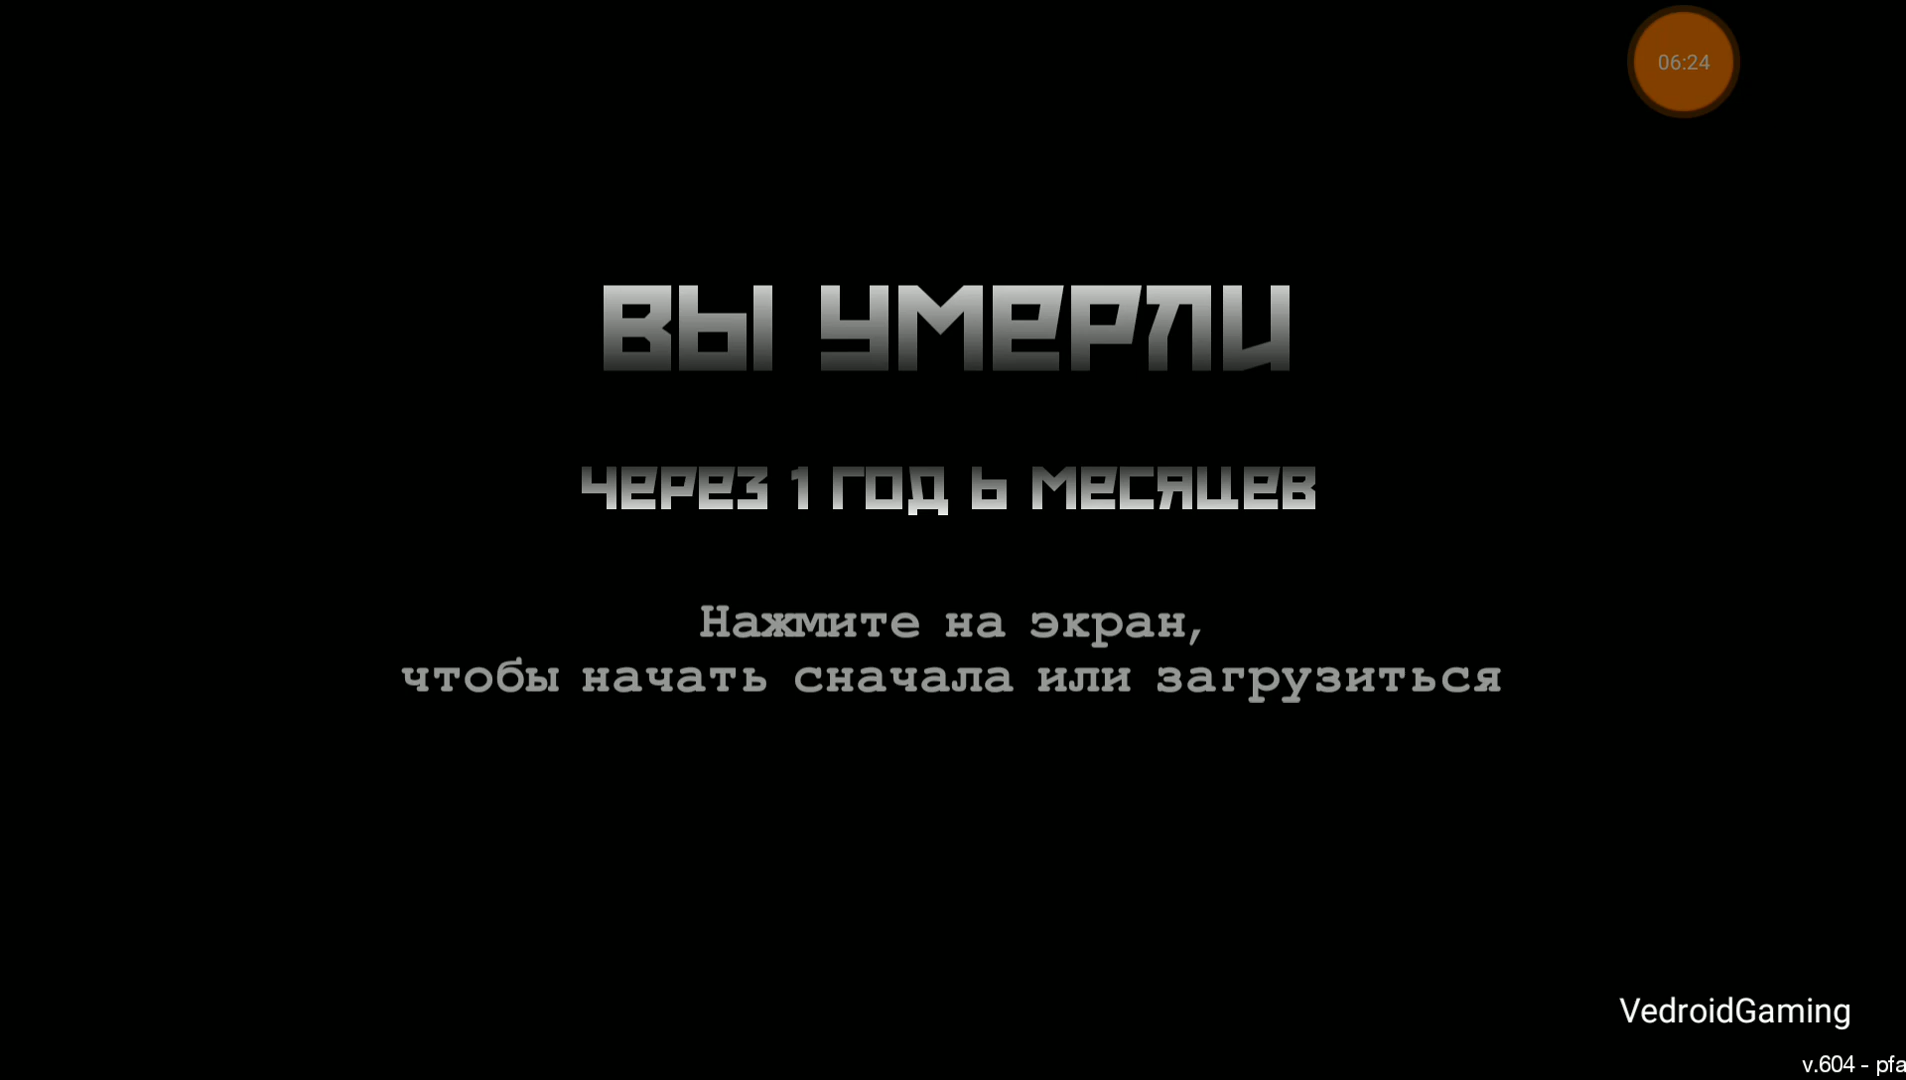 06:24
ВЫ УМЕРЛИ
ЧЕРЕЗ 1 ГОД 6 МЕСЯЦЕВ
Нажмите на экран,
чтобы начать сначала или загрузиться
VedroidGaming
v.604 - pfa